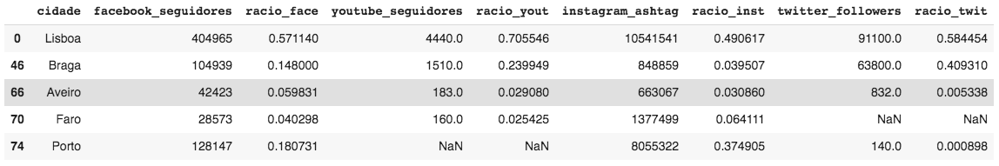 cidade facebook_seguidores racio_face youtube_seguidores racio_yout instagram_ashtag racio_inst twitter_followers racio_twit
0 Lisboa 404965 0.571140 4440.0 0.705546 10541541 0.490617 91100.0 0.584454
46 Braga 104939 0.148000 1510.0 0.239949 848859 0.039507 63800.0 0.409310
66 Aveiro 42423 0.059831 183.0 0.029080 663067 0.030860 832.0 0.005338
70 Faro 28573 0.040298 160.0 0.025425 1377499 0.064111 NaN NaN
74 Porto 128147 0.180731 NaN NaN 8055322 0.374905 140.0 0.000898